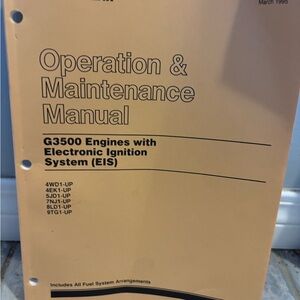 March 1995
Operation &
Maintenance
Manual
G3500 Engines with
Electronic Ignition
System (EIS)
4WD1-UP
4EK1-UP
5JD1-UP
7NJ1-UP
8LD1-UP
9TG1-UP
Includes All Fuel System Arrangements